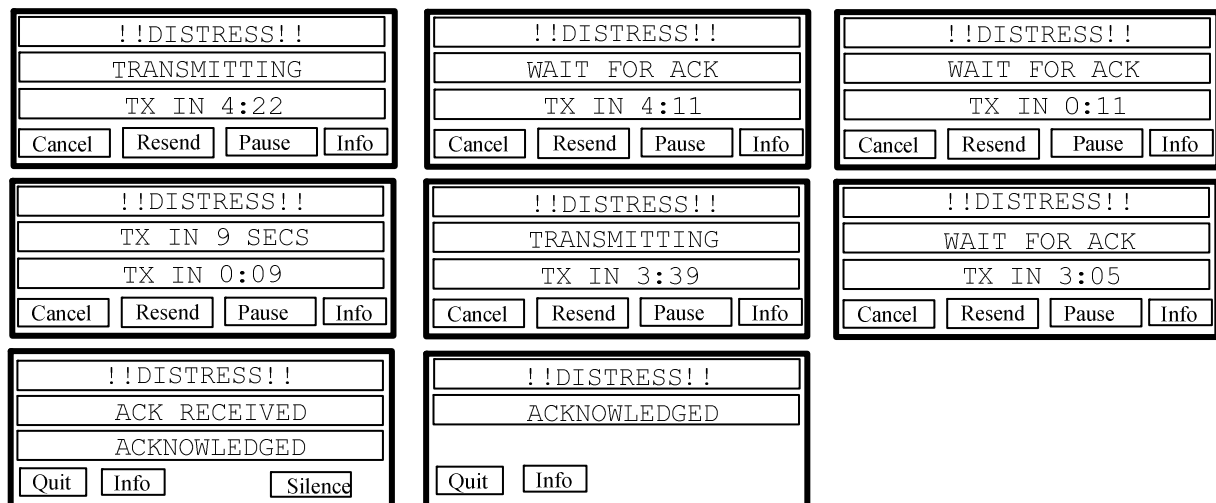 !!DISTRESS!!
TRANSMITTING
TX IN 4:22
Cancel Resend Pause Info
!!DISTRESS!!
WAIT FOR ACK
TX IN 4:11
Cancel Resend Pause Info
!!DISTRESS!!
WAIT FOR ACK
TX IN 0:11
Cancel Resend Pause Info
!!DISTRESS!!
TX IN 9 SECS
TX IN 0:09
Cancel Resend Pause Info
!!DISTRESS!!
TRANSMITTING
TX IN 3:39
Cancel Resend Pause Info
!!DISTRESS!!
WAIT FOR ACK
TX IN 3:05
Cancel Resend Pause Info
!!DISTRESS!!
ACK RECEIVED
ACKNOWLEDGED
Quit Info Silence
!!DISTRESS!!
ACKNOWLEDGED
Quit Info